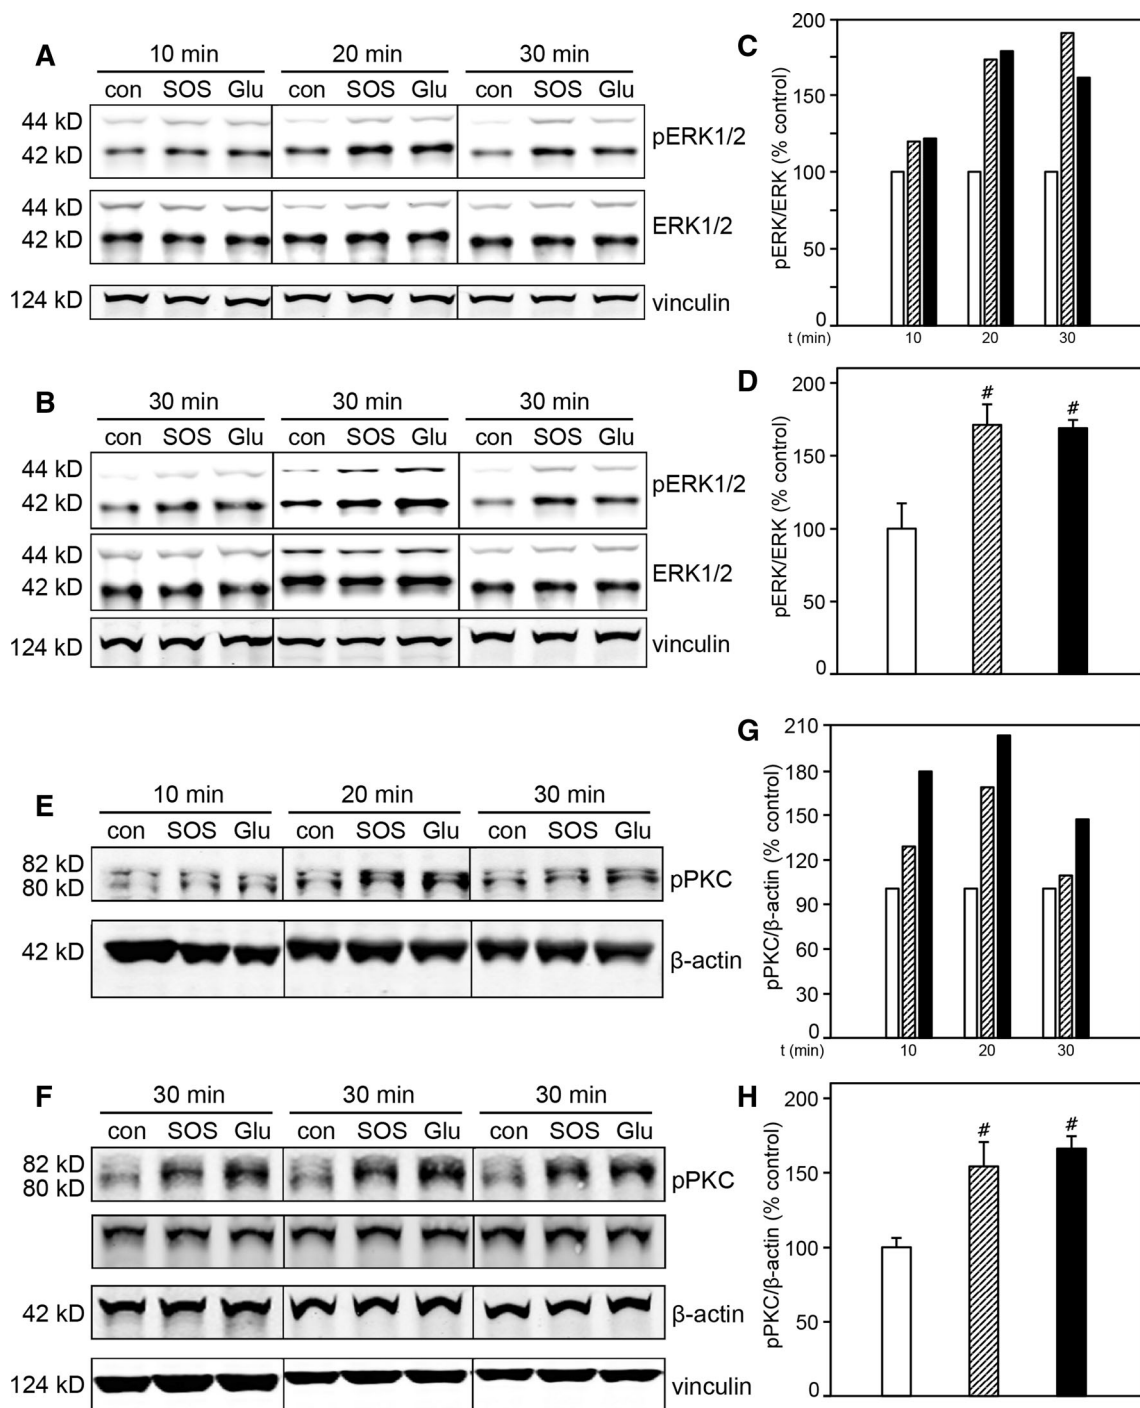 A
10 min 20 min 30 min
con SOS Glu con SOS Glu con SOS Glu
44 kD
42 kD
pERK1/2
44 kD
42 kD
ERK1/2
124 kD
vinculin
C
pERK/ERK (% control)
200
150
100
50
0
t (min)
10 20 30
B
30 min 30 min 30 min
con SOS Glu con SOS Glu con SOS Glu
44 kD
42 kD
pERK1/2
44 kD
42 kD
ERK1/2
124 kD
vinculin
D
pERK/ERK (% control)
200
150
100
50
0
# #
E
10 min 20 min 30 min
con SOS Glu con SOS Glu con SOS Glu
82 kD
80 kD
pPKC
42 kD
β-actin
G
pPKC/β-actin (% control)
210
180
150
120
90
60
30
0
t (min)
10 20 30
F
30 min 30 min 30 min
con SOS Glu con SOS Glu con SOS Glu
82 kD
80 kD
pPKC
42 kD
β-actin
124 kD
vinculin
H
pPKC/β-actin (% control)
200
150
100
50
0
# #